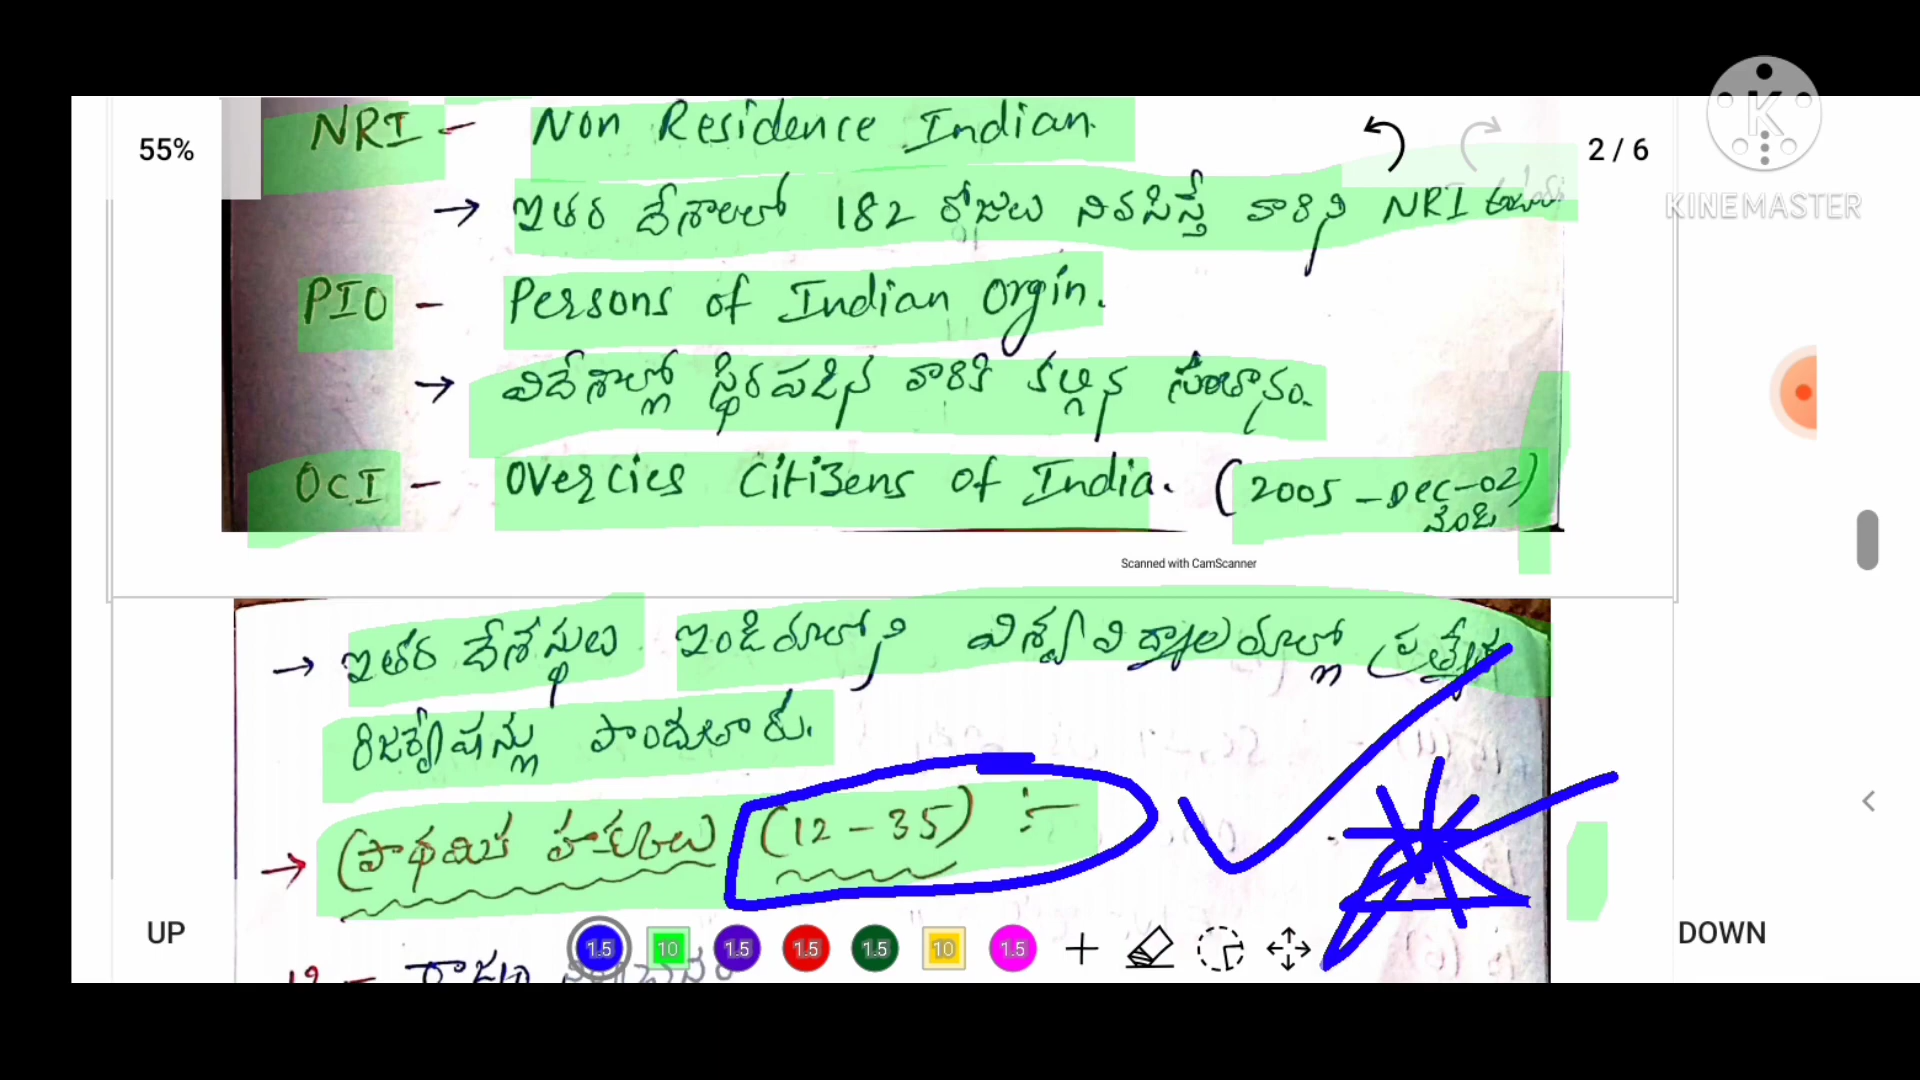 NRI - Non Residence Indian.
55%
2 / 6
→ ఇతర దేశాలలో 182 రోజులు నివసిస్తే వారిని NRI
KINEMASTER
PIO - Persons of Indian Orgin.
→ విదేశాల్లో స్థిరపడిన వారికి కల్గిన సంతానం.
OCI - Overcies Citizens of India. (2005 - Dec-02)
నుండి
Scanned with CamScanner
→ ఇతర దేశస్థులు ఇండియాలోని విశ్వవిద్యాలయాల్లో ప్రత్యేక
రిజర్వేషన్లు పొందుతారు.
→ ప్రాథమిక హక్కులు (12 - 35) :-
UP
DOWN
1.5 10 1.5 1.5 1.5 10 1.5
12 -